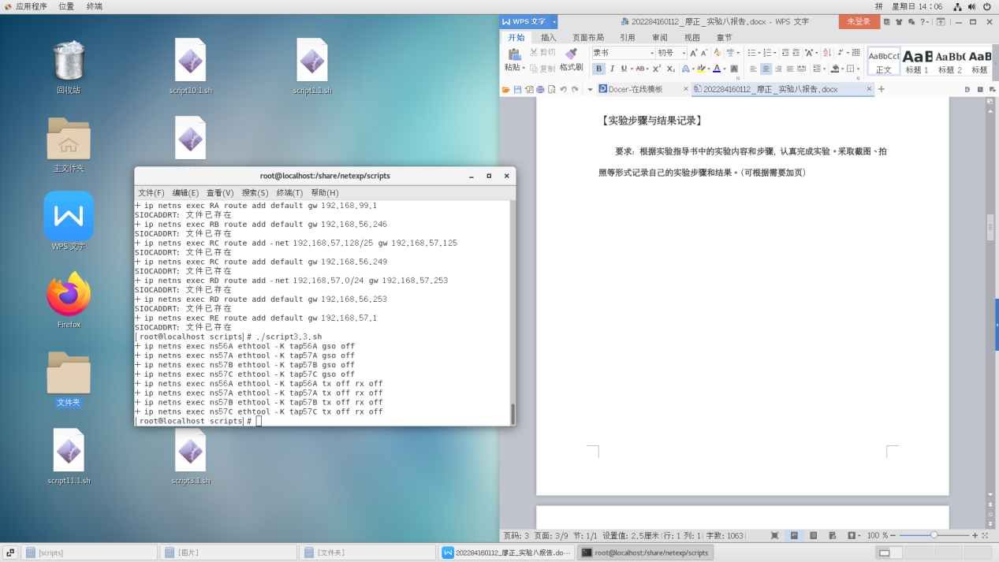 应用程序 位置 终端
拼 星期日 14：06
回收站
script10.1.sh
script1.1.sh
主文件夹
WPS 文字
Firefox
文件夹
script11.1.sh
script3.1.sh
root@localhost:/share/netexp/scripts
文件(F) 编辑(E) 查看(V) 搜索(S) 终端(T) 帮助(H)
+ ip netns exec RA route add default gw 192.168.99.1
SIOCADDRT: 文件已存在
+ ip netns exec RB route add default gw 192.168.56.246
SIOCADDRT: 文件已存在
+ ip netns exec RC route add -net 192.168.57.128/25 gw 192.168.57.125
SIOCADDRT: 文件已存在
+ ip netns exec RC route add default gw 192.168.56.249
SIOCADDRT: 文件已存在
+ ip netns exec RD route add -net 192.168.57.0/24 gw 192.168.57.253
SIOCADDRT: 文件已存在
+ ip netns exec RD route add default gw 192.168.56.253
SIOCADDRT: 文件已存在
+ ip netns exec RE route add default gw 192.168.57.1
SIOCADDRT: 文件已存在
[root@localhost scripts]# ./script3.3.sh
+ ip netns exec ns56A ethtool -K tap56A gso off
+ ip netns exec ns57A ethtool -K tap57A gso off
+ ip netns exec ns57B ethtool -K tap57B gso off
+ ip netns exec ns57C ethtool -K tap57C gso off
+ ip netns exec ns56A ethtool -K tap56A tx off rx off
+ ip netns exec ns57A ethtool -K tap57A tx off rx off
+ ip netns exec ns57B ethtool -K tap57B tx off rx off
+ ip netns exec ns57C ethtool -K tap57C tx off rx off
[root@localhost scripts]#
WPS 文字
202284160112_廖正_实验八报告.docx - WPS 文字
未登录
开始 插入 页面布局 引用 审阅 视图 章节
粘贴 剪切 复制 格式刷
隶书 初号
AaBbCcD 正文
AaB 标题 1
AaBb( 标题 2
AaB 标题
Docer-在线模板
202284160112_廖正_实验八报告.docx
【实验步骤与结果记录】
要求：根据实验指导书中的实验内容和步骤，认真完成实验。采取截图、拍
照等形式记录自己的实验步骤和结果。（可根据需要加页）
页码: 3 页面: 3/9 节: 1/1 设置值: 2.5厘米 行: 1 列: 1 字数: 1063
100 %
[scripts]
[图片]
[文件夹]
202284160112_廖正_实验八报告.do···
root@localhost:/share/netexp/scripts